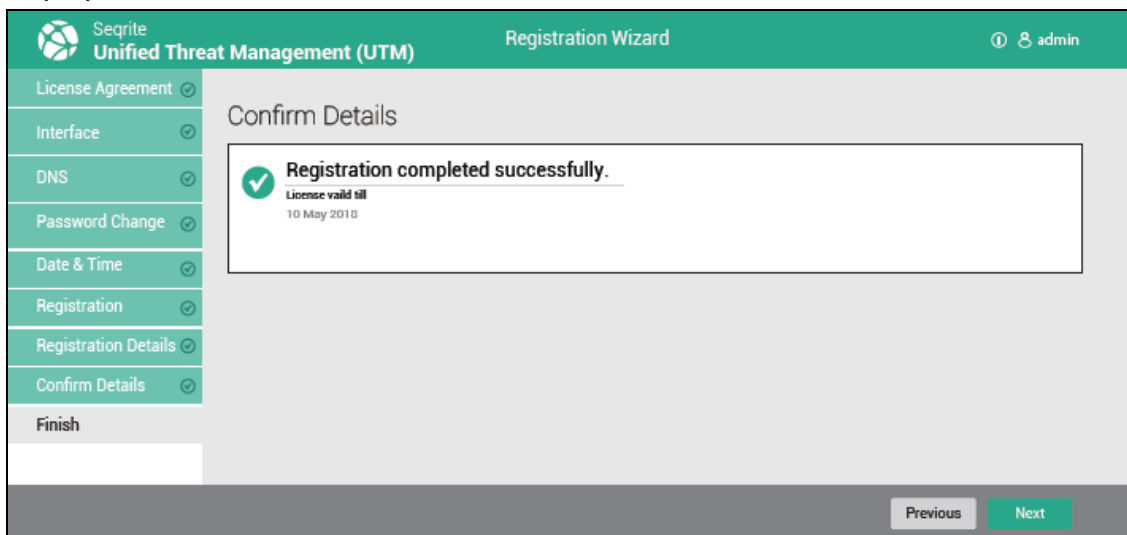 Seqrite
Unified Threat Management (UTM)
Registration Wizard
admin
License Agreement
Interface
DNS
Password Change
Date & Time
Registration
Registration Details
Confirm Details
Finish
Confirm Details
Registration completed successfully.
License vaild till
10 May 2018
Previous
Next